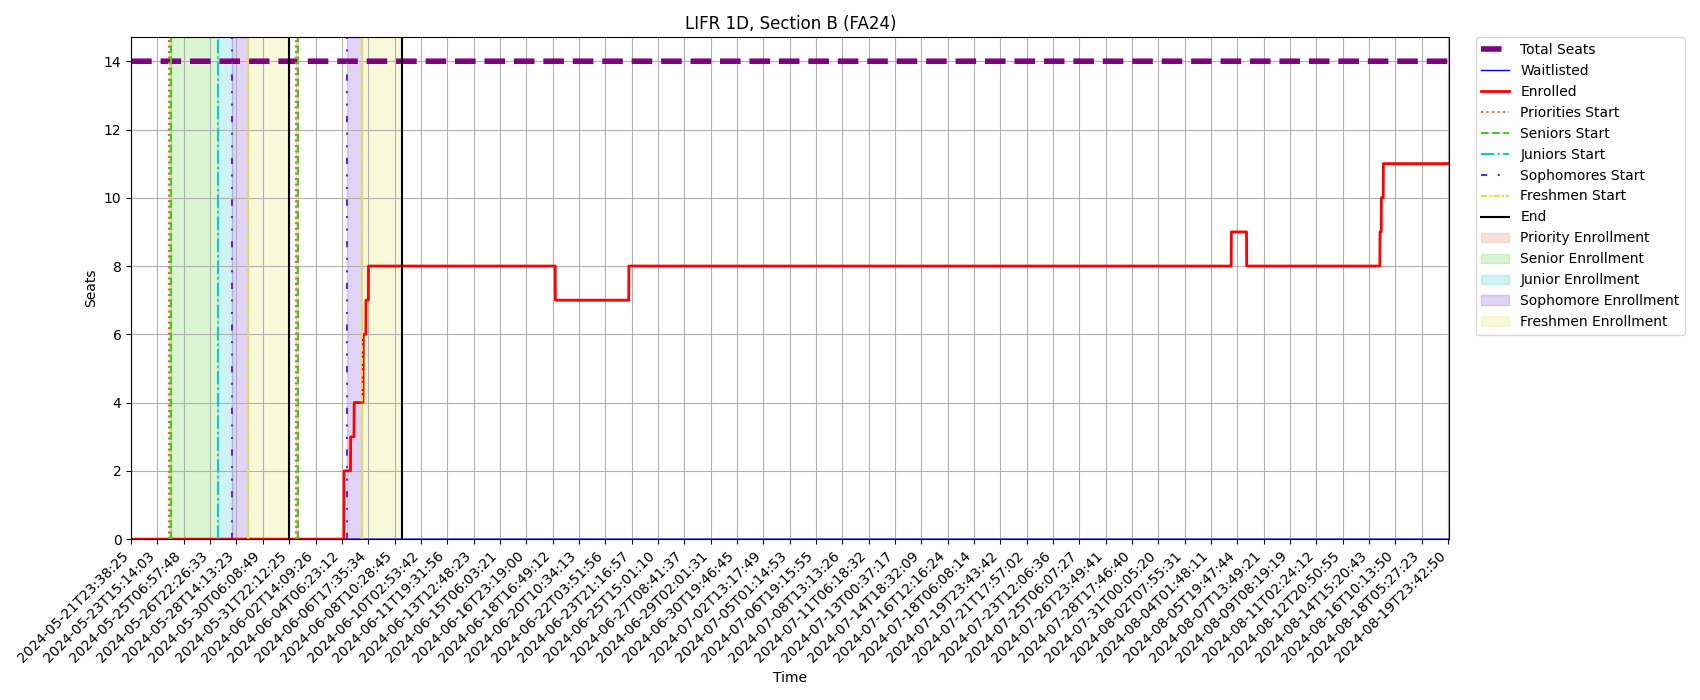 LIFR 1D, Section B (FA24)
Total Seats
Waitlisted
Enrolled
Priorities Start
Seniors Start
Juniors Start
Sophomores Start
Freshmen Start
End
Priority Enrollment
Senior Enrollment
Junior Enrollment
Sophomore Enrollment
Freshmen Enrollment
Seats
14
12
10
8
6
4
2
0
2024-05-21T23:38:25
2024-05-23T15:14:03
2024-05-25T06:57:48
2024-05-26T22:26:33
2024-05-28T14:13:23
2024-05-30T06:08:49
2024-05-31T22:12:25
2024-06-02T14:09:26
2024-06-04T06:23:12
2024-06-06T17:35:34
2024-06-08T10:28:45
2024-06-10T02:53:42
2024-06-11T19:31:56
2024-06-13T12:48:23
2024-06-15T06:03:21
2024-06-16T23:19:00
2024-06-18T16:49:12
2024-06-20T10:34:13
2024-06-22T03:51:56
2024-06-23T21:16:57
2024-06-25T15:01:10
2024-06-27T08:41:37
2024-06-29T02:01:31
2024-06-30T19:46:45
2024-07-02T13:17:49
2024-07-05T01:14:53
2024-07-06T19:15:55
2024-07-08T13:13:26
2024-07-11T06:18:32
2024-07-13T00:37:17
2024-07-14T18:32:09
2024-07-16T12:16:24
2024-07-18T06:08:14
2024-07-19T23:43:42
2024-07-21T17:57:02
2024-07-23T12:06:36
2024-07-25T06:07:27
2024-07-26T23:49:41
2024-07-28T17:46:40
2024-07-31T00:05:20
2024-08-02T07:55:31
2024-08-04T01:48:11
2024-08-05T19:47:44
2024-08-07T13:49:21
2024-08-09T08:19:19
2024-08-11T02:24:12
2024-08-12T20:50:55
2024-08-14T15:20:43
2024-08-16T10:13:50
2024-08-18T05:27:23
2024-08-19T23:42:50
Time